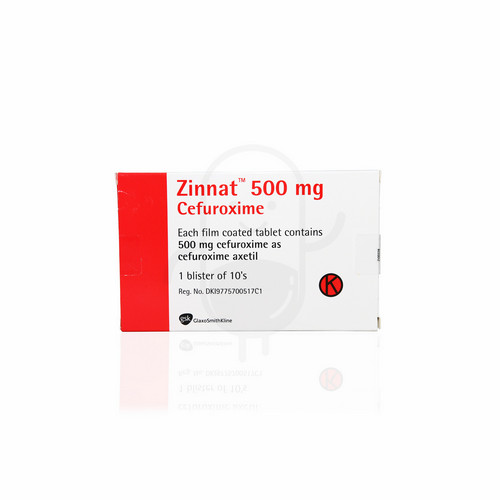 Zinnat™ 500 mg
Cefuroxime
Each film coated tablet contains
500 mg cefuroxime as
cefuroxime axetil
1 blister of 10's
Reg. No. DKI9775700517C1
K
gsk GlaxoSmithKline